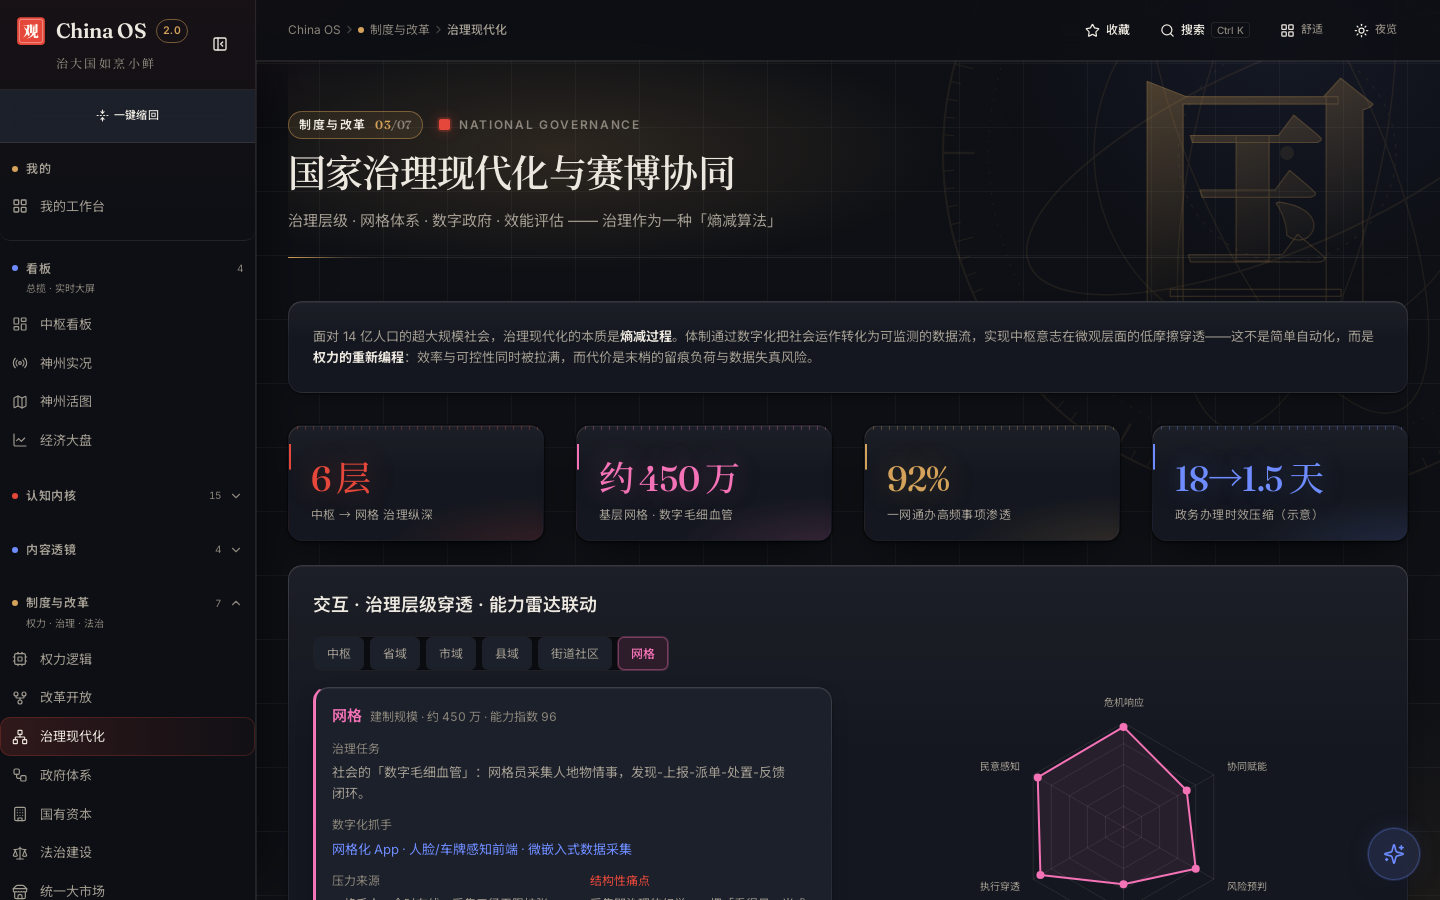 观 China OS 2.0
治大国如烹小鲜
一键缩回
我的
我的工作台
看板 4
总揽 · 实时大屏
中枢看板
神州实况
神州活图
经济大盘
认知内核 15
内容透镜 4
制度与改革 7
权力 · 治理 · 法治
权力逻辑
改革开放
治理现代化
政府体系
国有资本
法治建设
统一大市场
China OS > 制度与改革 > 治理现代化
收藏 搜索 Ctrl K 舒适 夜览
国
制度与改革 03/07 NATIONAL GOVERNANCE
国家治理现代化与赛博协同
治理层级 · 网格体系 · 数字政府 · 效能评估 —— 治理作为一种「熵减算法」
面对 14 亿人口的超大规模社会，治理现代化的本质是熵减过程。体制通过数字化把社会运作转化为可监测的数据流，实现中枢意志在微观层面的低摩擦穿透——这不是简单自动化，而是
权力的重新编程：效率与可控性同时被拉满，而代价是末梢的留痕负荷与数据失真风险。
6 层
中枢 → 网格 治理纵深
约 450 万
基层网格 · 数字毛细血管
92%
一网通办高频事项渗透
18→1.5 天
政务办理时效压缩（示意）
交互 · 治理层级穿透 · 能力雷达联动
中枢 省域 市域 县域 街道社区 网格
网格 建制规模 · 约 450 万 · 能力指数 96
治理任务
社会的「数字毛细血管」：网格员采集人地物情事，发现-上报-派单-处置-反馈
闭环。
数字化抓手
网格化 App · 人脸/车牌感知前端 · 微嵌入式数据采集
压力来源 结构性痛点
危机响应
民意感知
协同赋能
执行穿透
风险预判